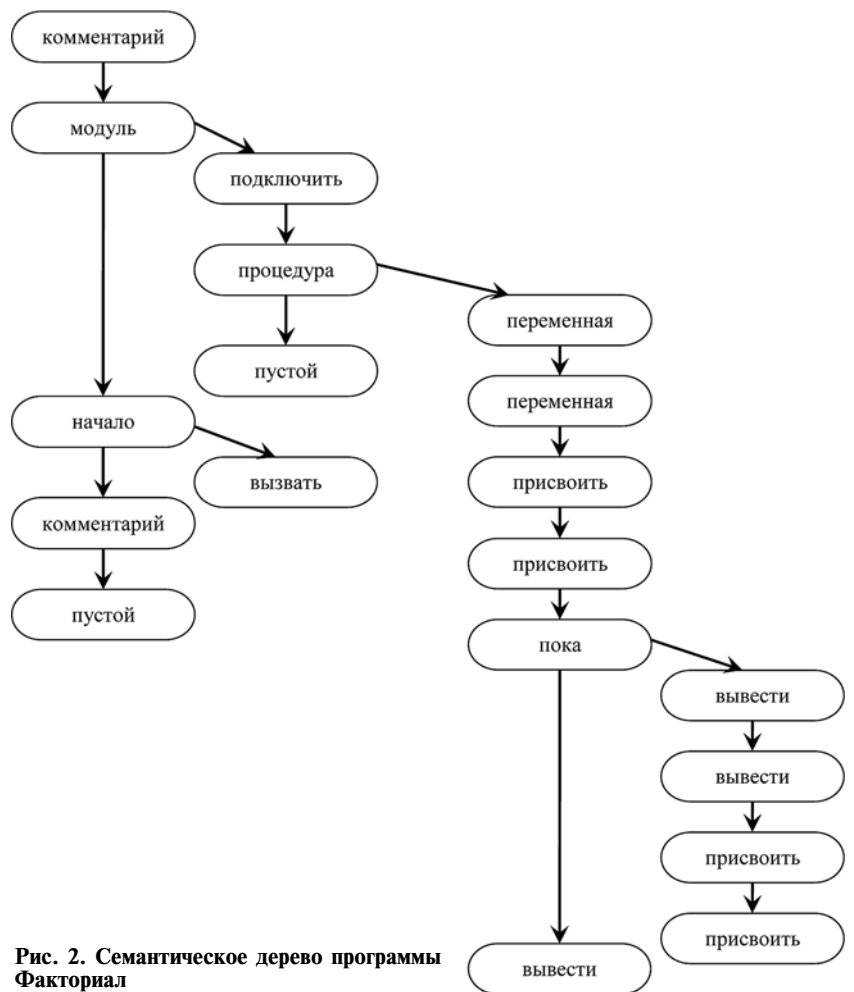 комментарий
модуль
подключить
процедура
переменная
пустой
переменная
начало
вызвать
присвоить
комментарий
присвоить
пустой
пока
вывести
вывести
присвоить
присвоить
вывести
Рис. 2. Семантическое дерево программы
Факториал